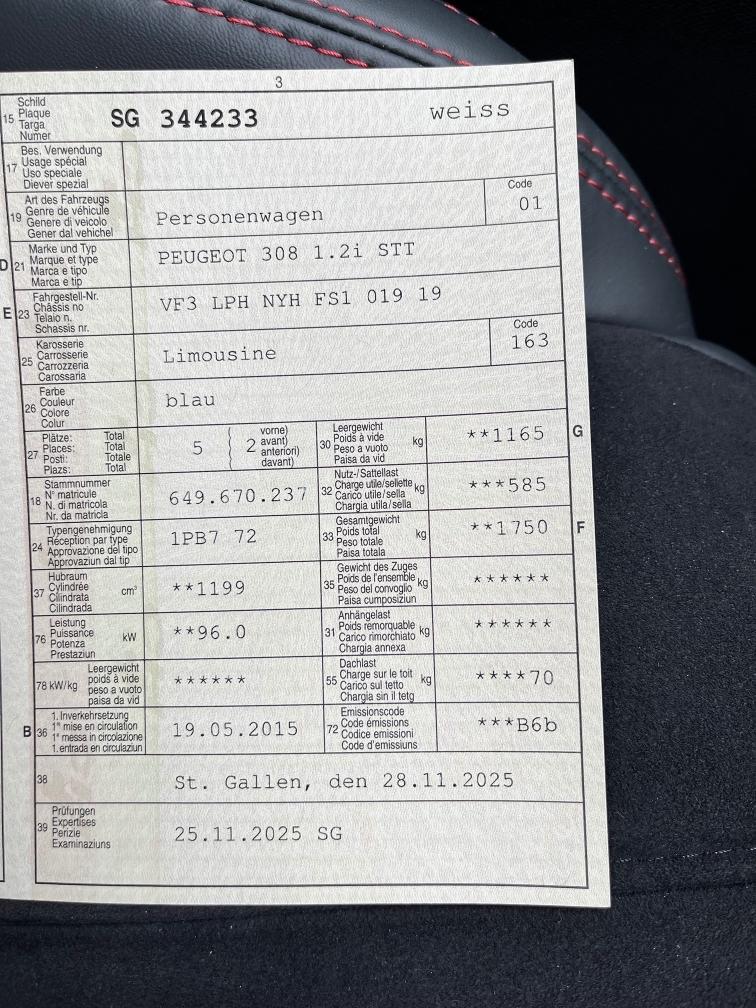 3
15 Schild
Plaque
Targa
Numer
SG 344233 weiss
17 Bes. Verwendung
Usage spécial
Uso speciale
Diever spezial
19 Art des Fahrzeugs
Genre de véhicule
Genere di veicolo
Gener dal vehichel
Personenwagen
Code
01
D 21 Marke und Typ
Marque et type
Marca e tipo
Marca e tip
PEUGEOT 308 1.2i STT
E 23 Fahrgestell-Nr.
Châssis no
Telaio n.
Schassis nr.
VF3 LPH NYH FS1 019 19
25 Karosserie
Carrosserie
Carrozzeria
Carossaria
Limousine
Code
163
26 Farbe
Couleur
Colore
Colur
blau
27 Plätze: Total
Places: Total
Posti: Totale
Plazs: Total
5 2 vorne)
avant)
anteriori)
davant)
30 Leergewicht
Poids à vide
Peso a vuoto
Paisa da vid
kg **1165 G
18 Stammnummer
N° matricule
N. di matricola
Nr. da matricla
649.670.237
32 Nutz-/Sattellast
Charge utile/sellette
Carico utile/sella
Chargia utila/sella
kg ***585
24 Typengenehmigung
Réception par type
Approvazione del tipo
Approvaziun dal tip
1PB7 72
33 Gesamtgewicht
Poids total
Peso totale
Paisa totala
kg **1750 F
37 Hubraum
Cylindrée
Cilindrata
Cilindrada
cm³ **1199
35 Gewicht des Zuges
Poids de l'ensemble
Peso del convoglio
Paisa cumposiziun
kg ******
76 Leistung
Puissance
Potenza
Prestaziun
kW **96.0
31 Anhängelast
Poids remorquable
Carico rimorchiato
Chargia annexa
kg ******
78 kW/kg Leergewicht
poids à vide
peso a vuoto
paisa da vid
******
55 Dachlast
Charge sur le toit
Carico sul tetto
Chargia sin il tetg
kg ****70
B 36 1. Inverkehrsetzung
1re mise en circulation
1a messa in circolazione
1. entrada en circulaziun
19.05.2015
72 Emissionscode
Code émissions
Codice emissioni
Code d'emissiuns
***B6b
38 St. Gallen, den 28.11.2025
39 Prüfungen
Expertises
Perizie
Examinaziuns
25.11.2025 SG